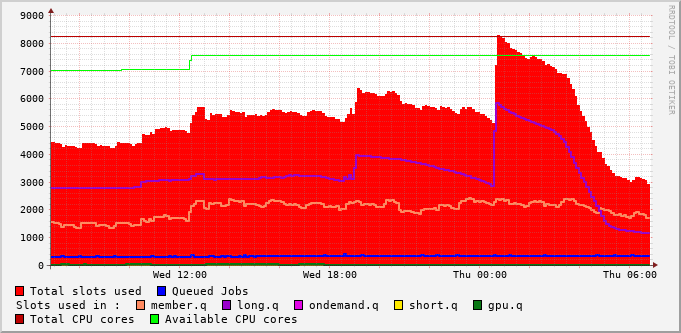 9000
8000
7000
6000
5000
4000
3000
2000
1000
0
Wed 12:00 Wed 18:00 Thu 00:00 Thu 06:00
RRDTOOL / TOBI OETIKER
Total slots used Queued Jobs
Slots used in : member.q long.q ondemand.q short.q gpu.q
Total CPU cores Available CPU cores